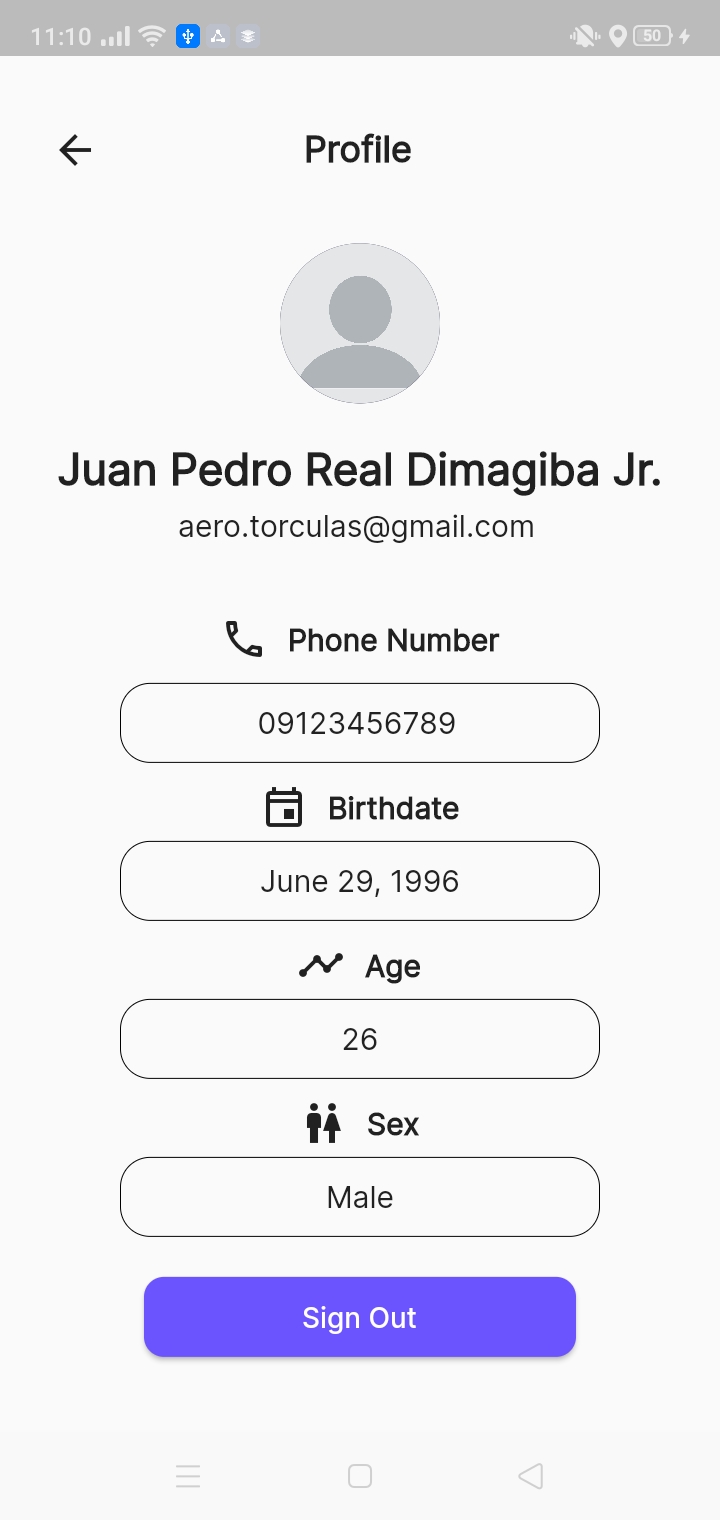 11:10
50
Profile
Juan Pedro Real Dimagiba Jr.
aero.torculas@gmail.com
Phone Number
09123456789
Birthdate
June 29, 1996
Age
26
Sex
Male
Sign Out